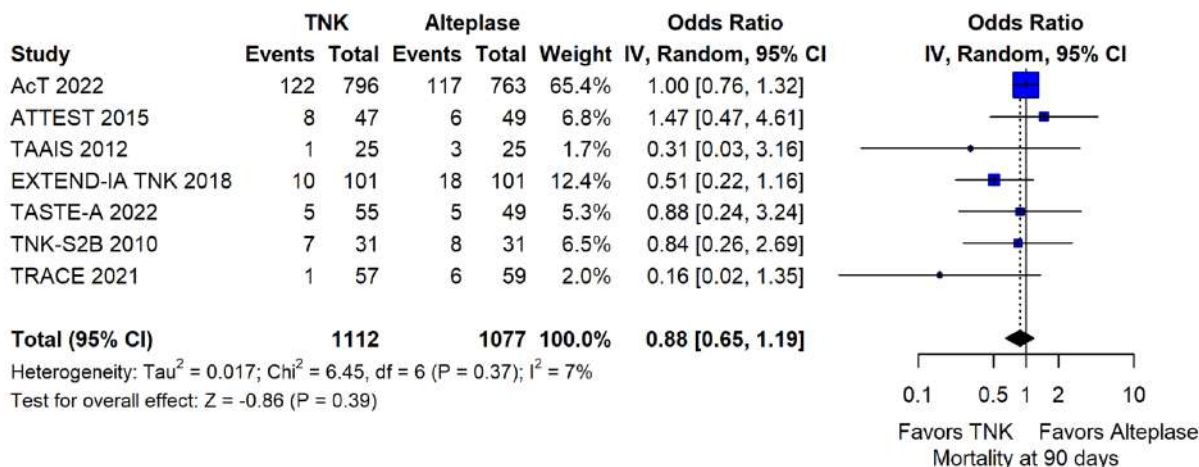 TNK Alteplase Odds Ratio Odds Ratio
Study Events Total Events Total Weight IV, Random, 95% CI IV, Random, 95% CI
AcT 2022 122 796 117 763 65.4% 1.00 [0.76, 1.32]
ATTEST 2015 8 47 6 49 6.8% 1.47 [0.47, 4.61]
TAAIS 2012 1 25 3 25 1.7% 0.31 [0.03, 3.16]
EXTEND-IA TNK 2018 10 101 18 101 12.4% 0.51 [0.22, 1.16]
TASTE-A 2022 5 55 5 49 5.3% 0.88 [0.24, 3.24]
TNK-S2B 2010 7 31 8 31 6.5% 0.84 [0.26, 2.69]
TRACE 2021 1 57 6 59 2.0% 0.16 [0.02, 1.35]
Total (95% CI) 1112 1077 100.0% 0.88 [0.65, 1.19]
Heterogeneity: Tau² = 0.017; Chi² = 6.45, df = 6 (P = 0.37); I² = 7%
Test for overall effect: Z = -0.86 (P = 0.39)
0.1 0.5 1 2 10
Favors TNK Favors Alteplase
Mortality at 90 days